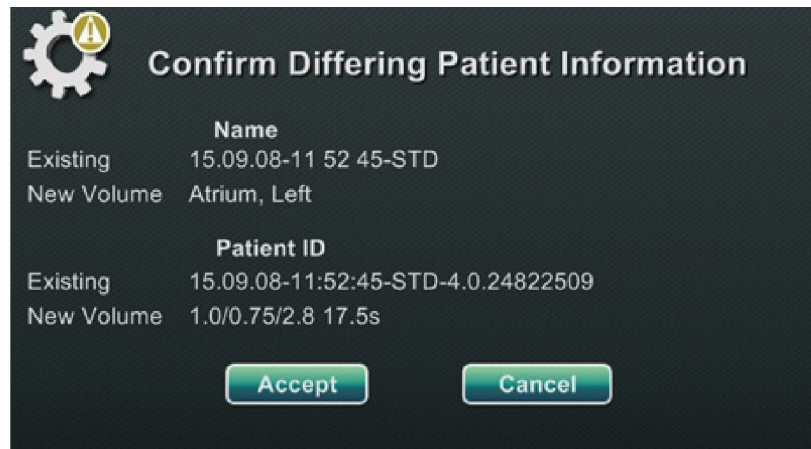 Confirm Differing Patient Information
Name
Existing 15.09.08-11 52 45-STD
New Volume Atrium, Left
Patient ID
Existing 15.09.08-11:52:45-STD-4.0.24822509
New Volume 1.0/0.75/2.8 17.5s
Accept Cancel